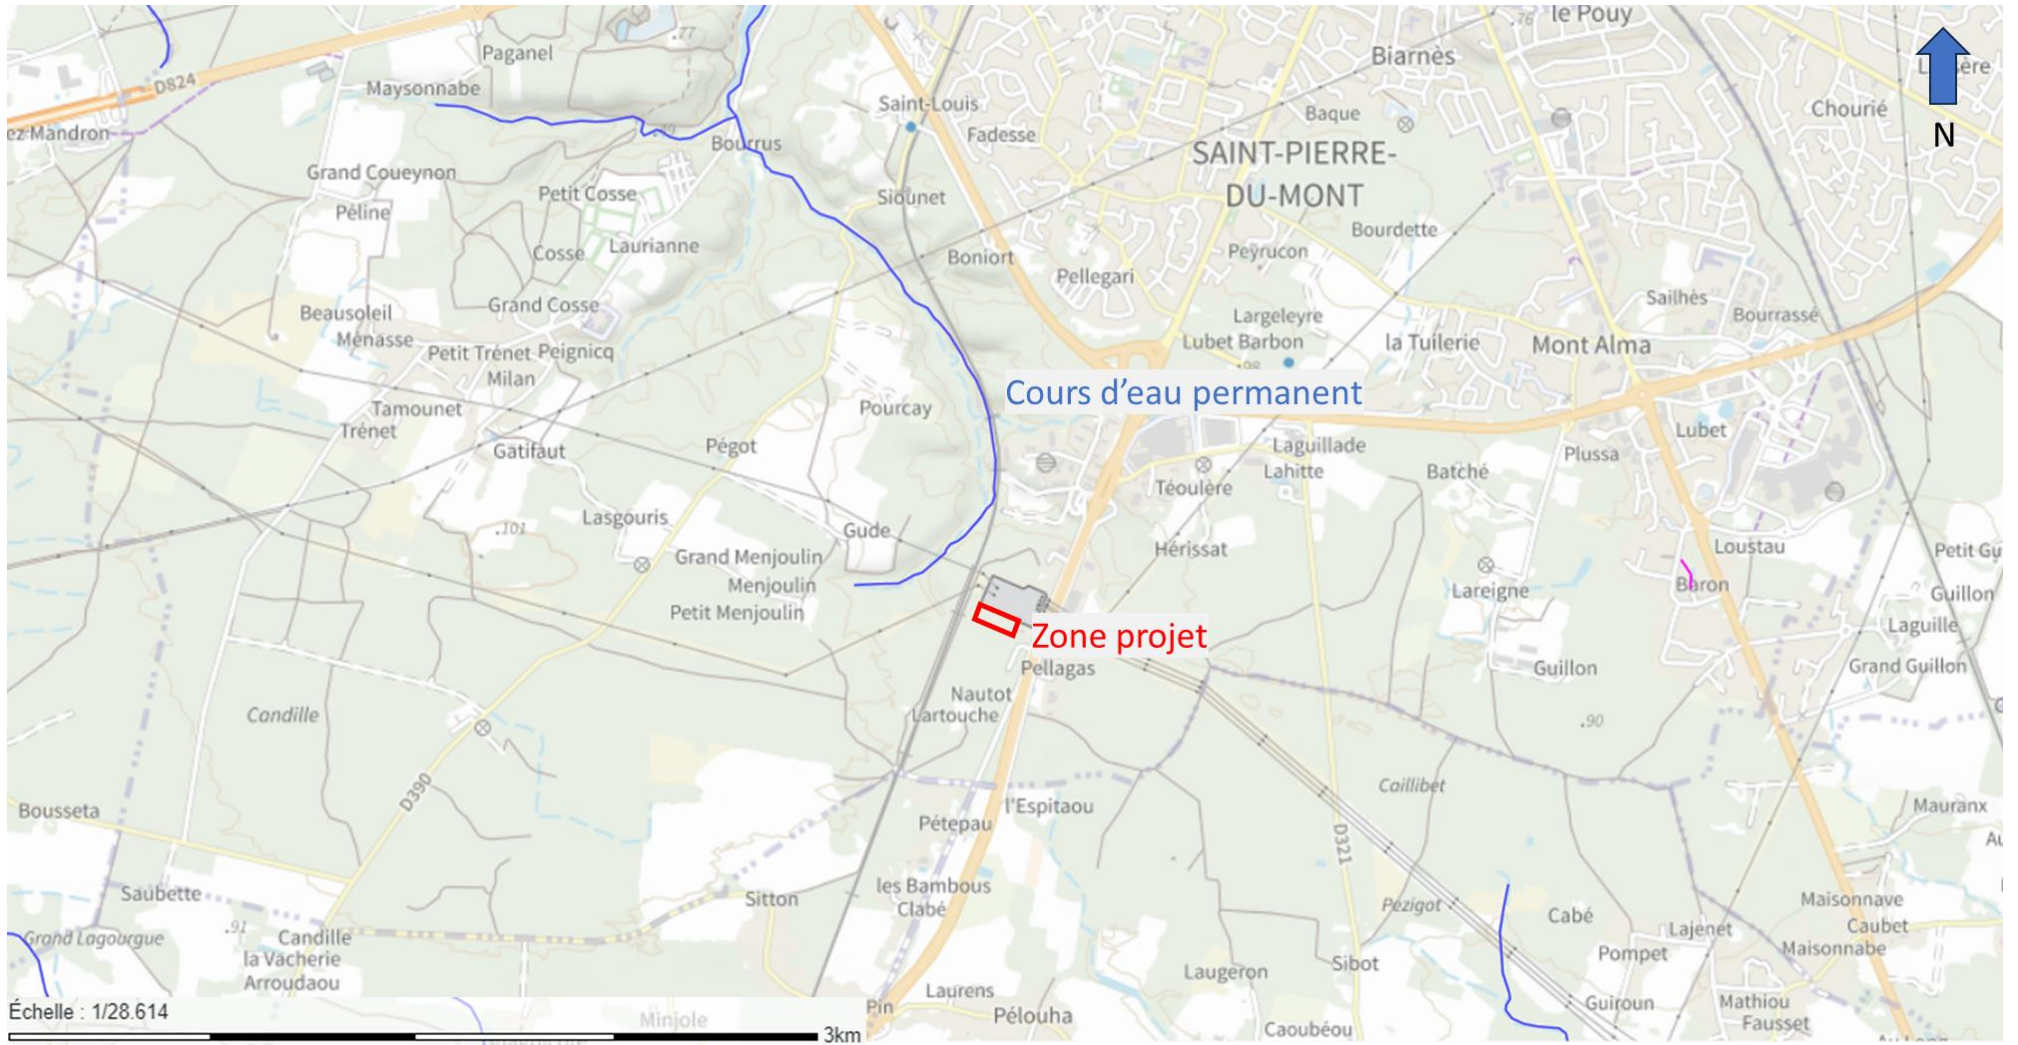 le Pouy
.76
Paganel
.77
Biarnès
D824
Maysonnabe
Saint-Louis
Baque
Chourié
ez Mandron
Fadesse
N
Bourrus
SAINT-PIERRE-
DU-MONT
Grand Coueynon
Petit Cosse
Siounet
Péline
Bourdette
Cosse
Laurianne
Boniort
Peyrucon
Pellegari
Sailhès
Beausoleil
Grand Cosse
Largeleyre
Bourrassé
Ménasse
Petit Trénet
Peignicq
Lubet Barbon
la Tuilerie
Mont Alma
Milan
.98
Cours d’eau permanent
Tamounet
Pourcay
Trénet
Lubet
Gatifaut
Pégot
Laguillade
Plussa
Lahitte
Batché
Téoulère
Lasgouris
.101
Gude
Hérissat
Loustau
Petit Gu
Grand Menjoulin
Menjoulin
Lareigne
Baron
Guillon
Petit Menjoulin
Zone projet
Laguille
Pellagas
Guillon
Grand Guillon
Nautot
Lartouche
Candille
.90
D390
Caillibet
Bousseta
l'Espitaou
Mauranx
Pétepau
D321
Saubette
les Bambous
Clabé
Sitton
Pezigot
Cabé
Maisonnave
Caubet
Grand Lagourgue
.91
Candille
la Vacherie
Arroudaou
Lajenet
Maisonnabe
Pompet
Laugeron
Sibot
Échelle : 1/28.614
Laurens
Pin
Pélouha
Minjole
Guiroun
Mathiou
Fausset
Caoubéou
3km